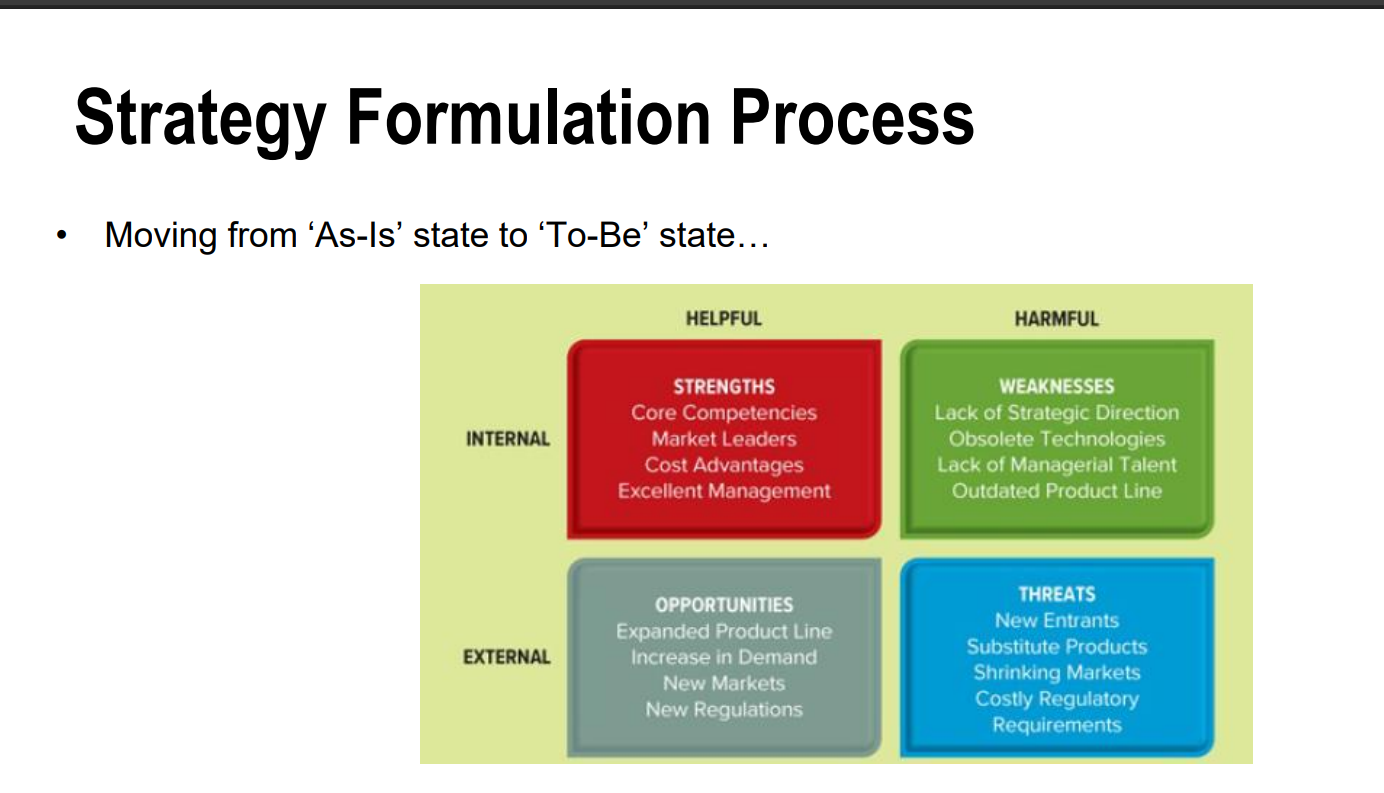 Strategy Formulation Process
• Moving from ‘As-Is’ state to ‘To-Be’ state…
HELPFUL
HARMFUL
INTERNAL
STRENGTHS
Core Competencies
Market Leaders
Cost Advantages
Excellent Management
WEAKNESSES
Lack of Strategic Direction
Obsolete Technologies
Lack of Managerial Talent
Outdated Product Line
EXTERNAL
OPPORTUNITIES
Expanded Product Line
Increase in Demand
New Markets
New Regulations
THREATS
New Entrants
Substitute Products
Shrinking Markets
Costly Regulatory
Requirements